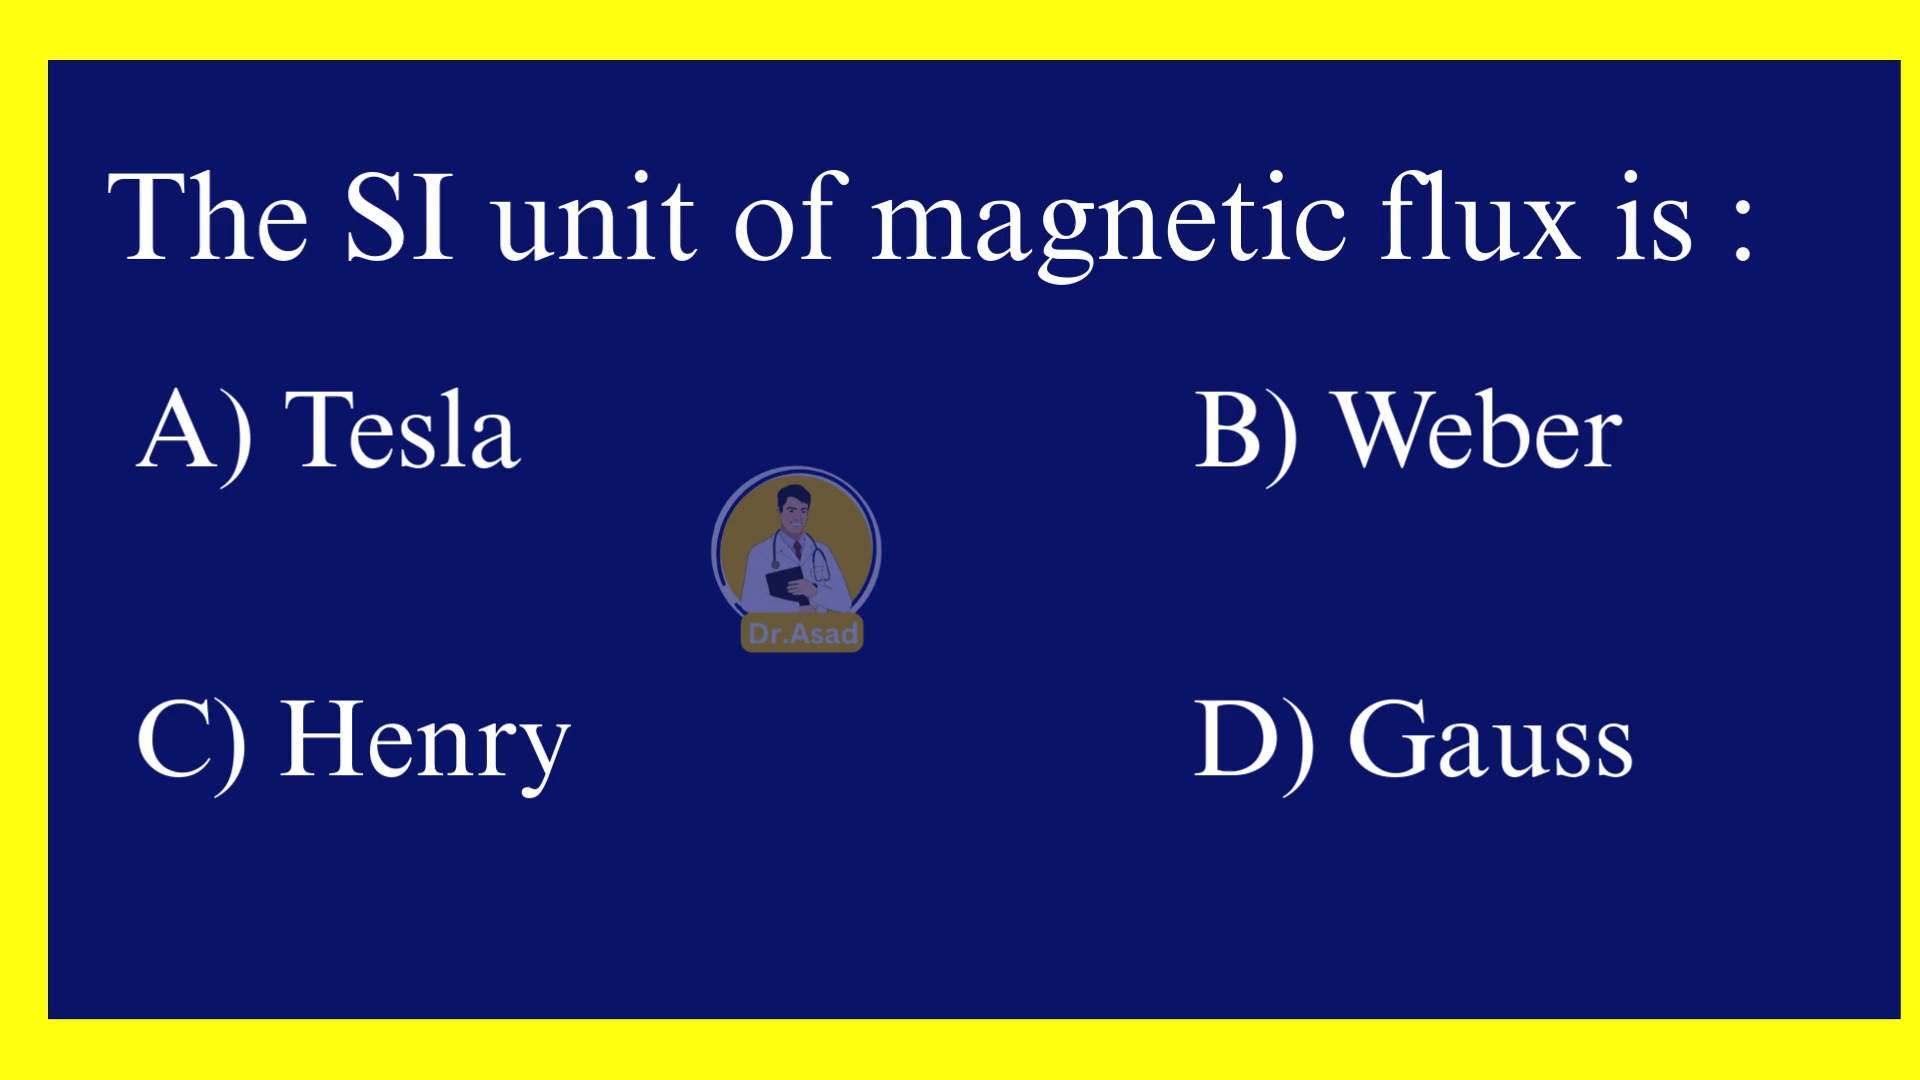 The SI unit of magnetic flux is :
A) Tesla
B) Weber
Dr.Asad
C) Henry
D) Gauss